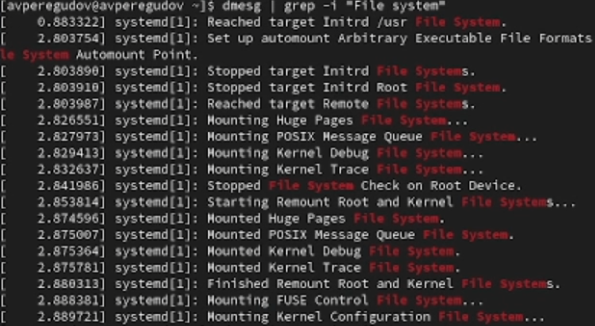 [avperegudov@avperegudov ~]$ dmesg | grep -i "File system"
[    0.883322] systemd[1]: Reached target Initrd /usr File System.
[    2.803754] systemd[1]: Set up automount Arbitrary Executable File Formats
le System Automount Point.
[    2.803890] systemd[1]: Stopped target Initrd File Systems.
[    2.803910] systemd[1]: Stopped target Initrd Root File System.
[    2.803987] systemd[1]: Reached target Remote File Systems.
[    2.826551] systemd[1]: Mounting Huge Pages File System...
[    2.827973] systemd[1]: Mounting POSIX Message Queue File System...
[    2.829413] systemd[1]: Mounting Kernel Debug File System...
[    2.832637] systemd[1]: Mounting Kernel Trace File System...
[    2.841986] systemd[1]: Stopped File System Check on Root Device.
[    2.853814] systemd[1]: Starting Remount Root and Kernel File Systems...
[    2.874596] systemd[1]: Mounted Huge Pages File System.
[    2.875007] systemd[1]: Mounted POSIX Message Queue File System.
[    2.875364] systemd[1]: Mounted Kernel Debug File System.
[    2.875781] systemd[1]: Mounted Kernel Trace File System.
[    2.880313] systemd[1]: Finished Remount Root and Kernel File Systems.
[    2.888381] systemd[1]: Mounting FUSE Control File System...
[    2.889721] systemd[1]: Mounting Kernel Configuration File System...